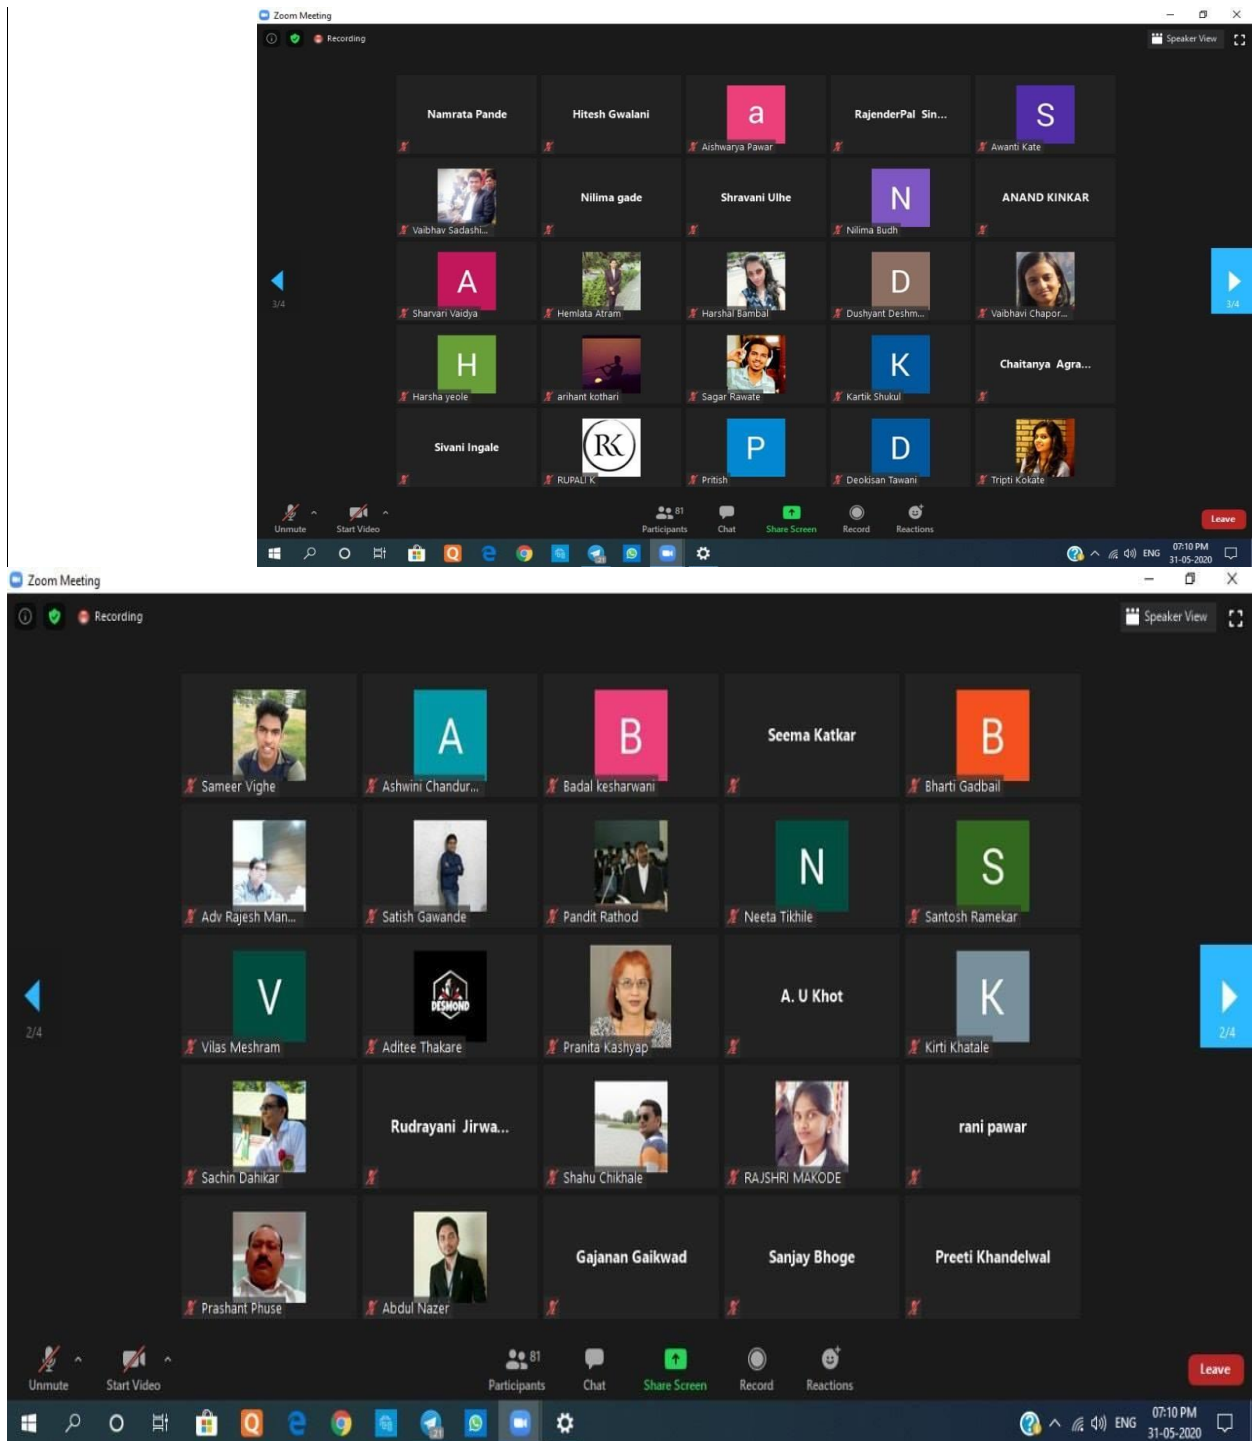 Zoom Meeting
Recording
Speaker View
Namrata Pande
Hitesh Gwalani
a
Aishwarya Pawar
RajenderPal Sin...
S
Awanti Kate
Vaibhav Sadashi...
Nilima gade
Shravani Ulhe
N
Nilima Budh
ANAND KINKAR
3/4
A
Sharvari Vaidya
Hemlata Atram
Harshal Bambal
D
Dushyant Deshm...
Vaibhavi Chapor...
3/4
H
Harsha yeole
arihant kothari
Sagar Rawate
K
Kartik Shukul
Chaitanya Agra...
Sivani Ingale
RK
RUPALI K
P
Pritish
D
Deokisan Tawani
Tripti Kokate
Unmute
Start Video
81
Participants
Chat
Share Screen
Record
Reactions
Leave
21
ENG
07:10 PM
31-05-2020
Zoom Meeting
Recording
Speaker View
Sameer Vighe
A
Ashwini Chandur...
B
Badal kesharwani
Seema Katkar
B
Bharti Gadbail
Adv Rajesh Man...
Satish Gawande
Pandit Rathod
N
Neeta Tikhile
S
Santosh Ramekar
2/4
V
Vilas Meshram
DESMOND
Aditee Thakare
Pranita Kashyap
A. U Khot
K
Kirti Khatale
2/4
Sachin Dahikar
Rudrayani Jirwa...
Shahu Chikhale
RAJSHRI MAKODE
rani pawar
Prashant Phuse
Abdul Nazer
Gajanan Gaikwad
Sanjay Bhoge
Preeti Khandelwal
Unmute
Start Video
81
Participants
Chat
Share Screen
Record
Reactions
Leave
21
ENG
07:10 PM
31-05-2020